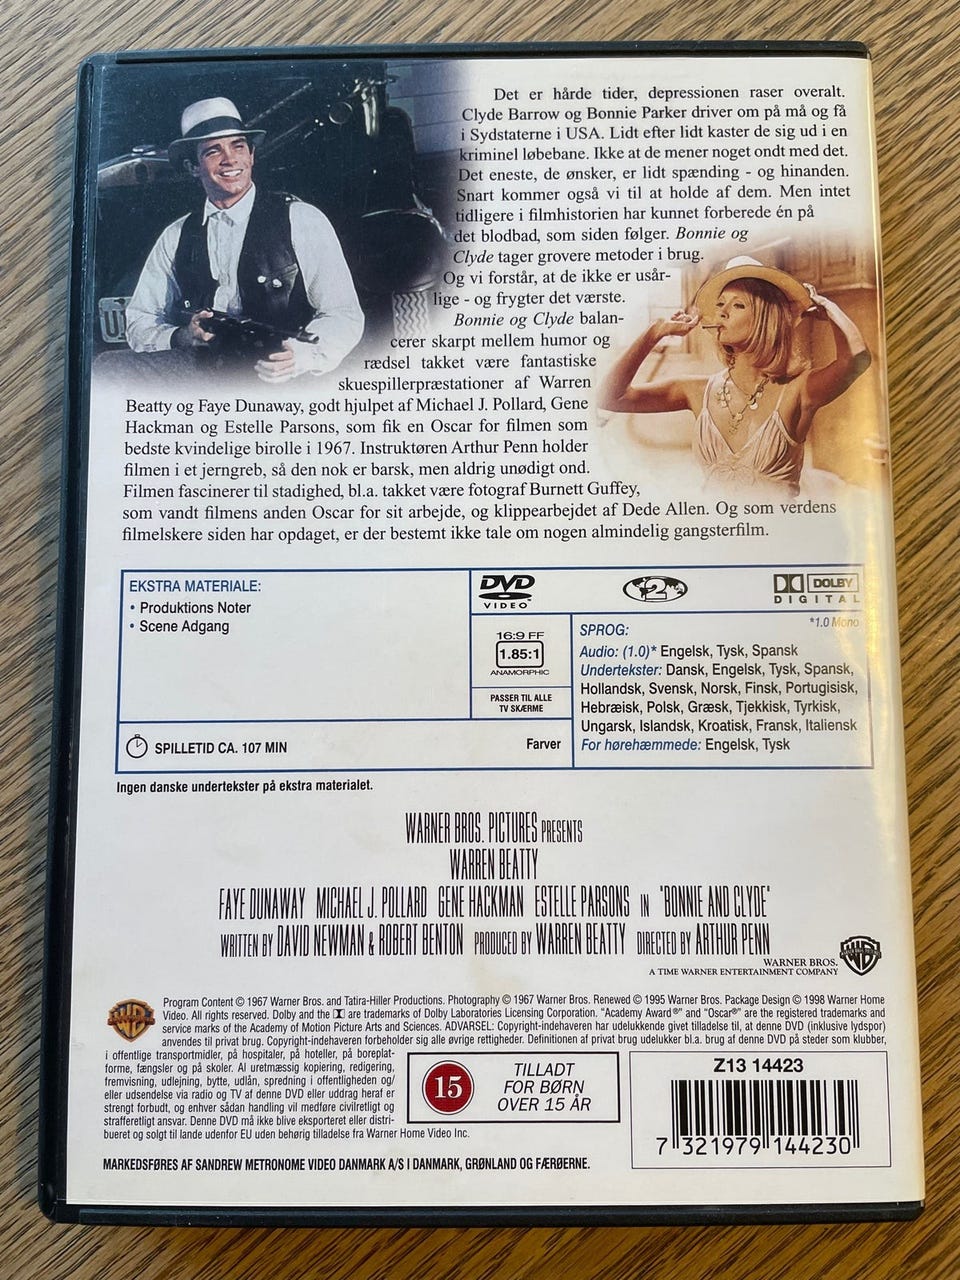 Det er hårde tider, depressionen raser overalt.
Clyde Barrow og Bonnie Parker driver om på må og få
i Sydstaterne i USA. Lidt efter lidt kaster de sig ud i en
kriminel løbebane. Ikke at de mener noget ondt med det.
Det eneste, de ønsker, er lidt spænding - og hinanden.
Snart kommer også vi til at holde af dem. Men intet
tidligere i filmhistorien har kunnet forberede én på
det blodbad, som siden følger. Bonnie og
Clyde tager grovere metoder i brug.
Og vi forstår, at de ikke er usår-
lige - og frygter det værste.
Bonnie og Clyde balan-
cerer skarpt mellem humor og
rædsel takket være fantastiske
skuespillerpræstationer af Warren
Beatty og Faye Dunaway, godt hjulpet af Michael J. Pollard, Gene
Hackman og Estelle Parsons, som fik en Oscar for filmen som
bedste kvindelige birolle i 1967. Instruktøren Arthur Penn holder
filmen i et jerngreb, så den nok er barsk, men aldrig unødigt ond.
Filmen fascinerer til stadighed, bl.a. takket være fotograf Burnett Guffey,
som vandt filmens anden Oscar for sit arbejde, og klippearbejdet af Dede Allen. Og som verdens
filmelskere siden har opdaget, er der bestemt ikke tale om nogen almindelig gangsterfilm.
EKSTRA MATERIALE:
• Produktions Noter
• Scene Adgang
DVD
VIDEO™
2
DOLBY
DIGITAL
*1.0 Mono
16:9 FF
1.85:1
ANAMORPHIC
PASSER TIL ALLE
TV SKÆRME
SPROG:
Audio: (1.0)* Engelsk, Tysk, Spansk
Undertekster: Dansk, Engelsk, Tysk, Spansk,
Hollandsk, Svensk, Norsk, Finsk, Portugisisk,
Hebræisk, Polsk, Græsk, Tjekkisk, Tyrkisk,
Ungarsk, Islandsk, Kroatisk, Fransk, Italiensk
For hørehæmmede: Engelsk, Tysk
SPILLETID CA. 107 MIN
Farver
Ingen danske undertekster på ekstra materialet.
WARNER BROS. PICTURES PRESENTS
WARREN BEATTY
FAYE DUNAWAY MICHAEL J. POLLARD GENE HACKMAN ESTELLE PARSONS IN "BONNIE AND CLYDE"
WRITTEN BY DAVID NEWMAN & ROBERT BENTON PRODUCED BY WARREN BEATTY DIRECTED BY ARTHUR PENN
WARNER BROS.
A TIME WARNER ENTERTAINMENT COMPANY
Program Content © 1967 Warner Bros. and Tatira-Hiller Productions. Photography © 1967 Warner Bros. Renewed © 1995 Warner Bros. Package Design © 1998 Warner Home
Video. All rights reserved. Dolby and the are trademarks of Dolby Laboratories Licensing Corporation. "Academy Award®" and "Oscar®" are the registered trademarks and
service marks of the Academy of Motion Picture Arts and Sciences. ADVARSEL: Copyright-indehaveren har udelukkende givet tilladelse til, at denne DVD (inklusive lydspor)
anvendes til privat brug. Copyright-indehaveren forbeholder sig alle øvrige rettigheder. Definitionen af privat brug udelukker bl.a. brug af denne DVD på steder som klubber,
i offentlige transportmidler, på hospitaler, på hoteller, på boreplat-
forme, fængsler og på skoler. Al uretmæssig kopiering, redigering,
fremvisning, udlejning, bytte, udlån, spredning i offentligheden og/
eller udsendelse via radio og TV af denne DVD eller uddrag heraf er
strengt forbudt, og enhver sådan handling vil medføre civilretligt og
strafferetligt ansvar. Denne DVD må ikke blive eksporteret eller distri-
bueret og solgt til lande udenfor EU uden behørig tilladelse fra Warner Home Video Inc.
15
TILLADT
FOR BØRN
OVER 15 ÅR
Z13 14423
7 321979 144230
MARKEDSFØRES AF SANDREW METRONOME VIDEO DANMARK A/S I DANMARK, GRØNLAND OG FÆRØERNE.